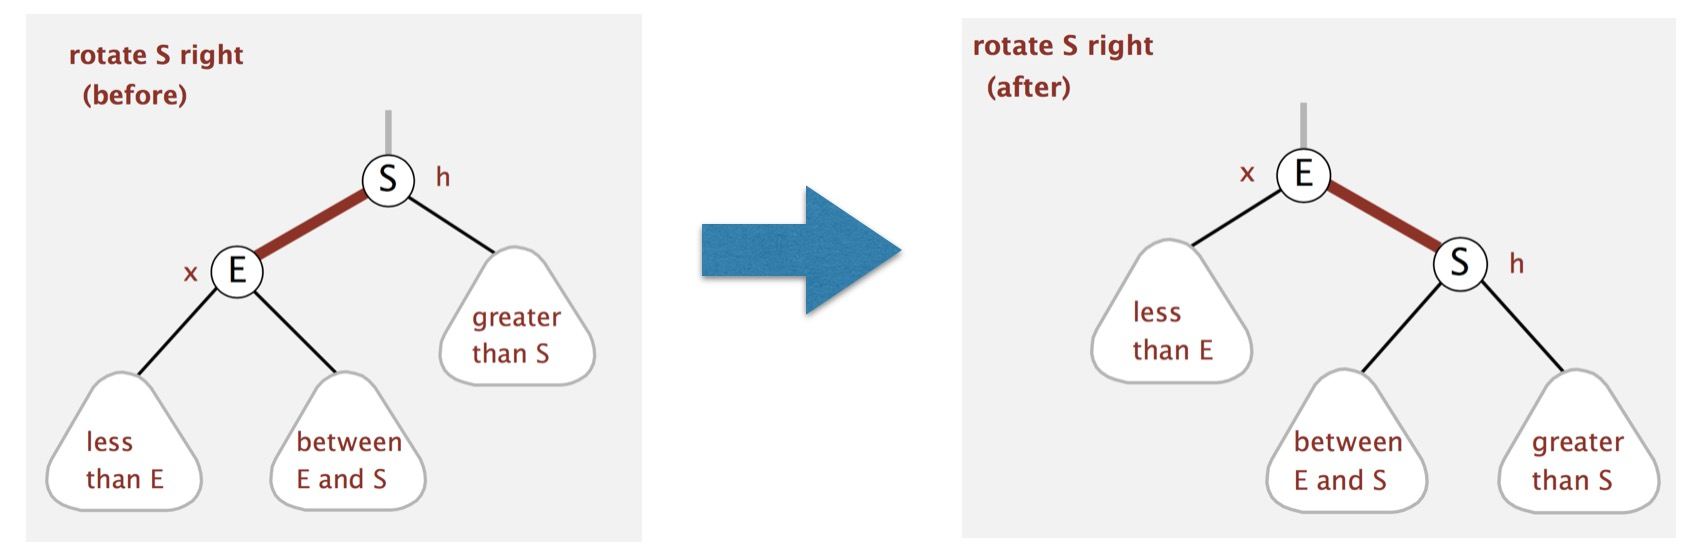 rotate S right
(before)
S
h
x
E
greater
than S
less
than E
between
E and S
rotate S right
(after)
x
E
S
h
less
than E
between
E and S
greater
than S